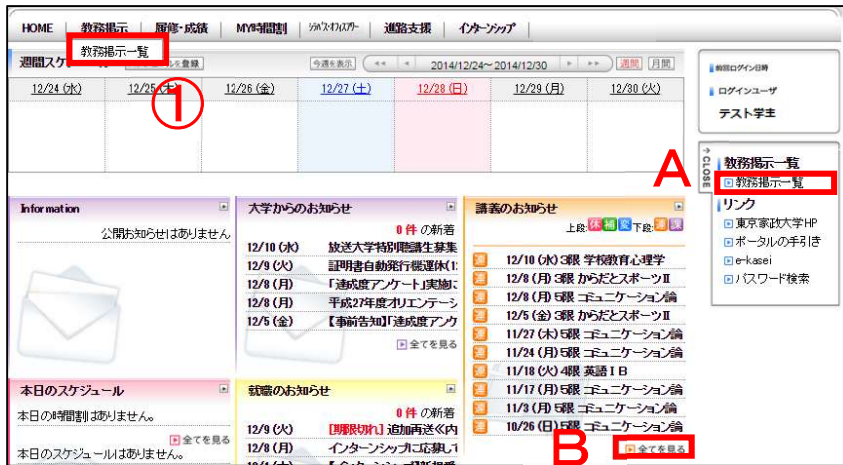 HOME 教務掲示 履修・成績 MY時間割 ｼﾗﾊﾞｽ・ｵﾌｨｽｱﾜｰ 進路支援 ｲﾝﾀｰﾝｼｯﾌﾟ
教務掲示一覧
週間スケ を登録 今週を表示 2014/12/24～2014/12/30 週間 月間
12/24 (水) 12/25 (木) 12/26 (金) 12/27 (土) 12/28 (日) 12/29 (月) 12/30 (火)
①
前回ログイン日時
ログインユーザ
テスト学生
A
→CLOSE
教務掲示一覧
教務掲示一覧
リンク
東京家政大学HP
ポータルの手引き
e-kasei
パスワード検索
Information
公開お知らせはありません
大学からのお知らせ
0 件 の新着
12/10 (水) 放送大学特別聴講生募集
12/9 (火) 証明書自動発行機運休(1:
12/8 (月) 「達成度アンケート」実施に
12/8 (月) 平成27年度オリエンテーシ
12/5 (金) 【事前告知】「達成度アンケ
全てを見る
講義のお知らせ
上段:休 補 変 下段:連 課
連 12/10 (水) 3限 学校教育心理学
連 12/8 (月) 3限 からだとスポーツⅡ
連 12/8 (月) 5限 コミュニケーション論
連 12/5 (金) 3限 からだとスポーツⅡ
連 11/27 (木) 5限 コミュニケーション論
連 11/24 (月) 5限 コミュニケーション論
連 11/18 (火) 4限 英語ⅠB
連 11/17 (月) 5限 コミュニケーション論
連 11/3 (月) 5限 コミュニケーション論
連 10/26 (日) 5限 コミュニケーション論
B
全てを見る
本日のスケジュール
本日の時間割はありません。
全てを見る
本日のスケジュールはありません。
就職のお知らせ
0 件 の新着
12/9 (火) [期限切れ] 追加再送≪内
12/8 (月) インターンシップに応募して